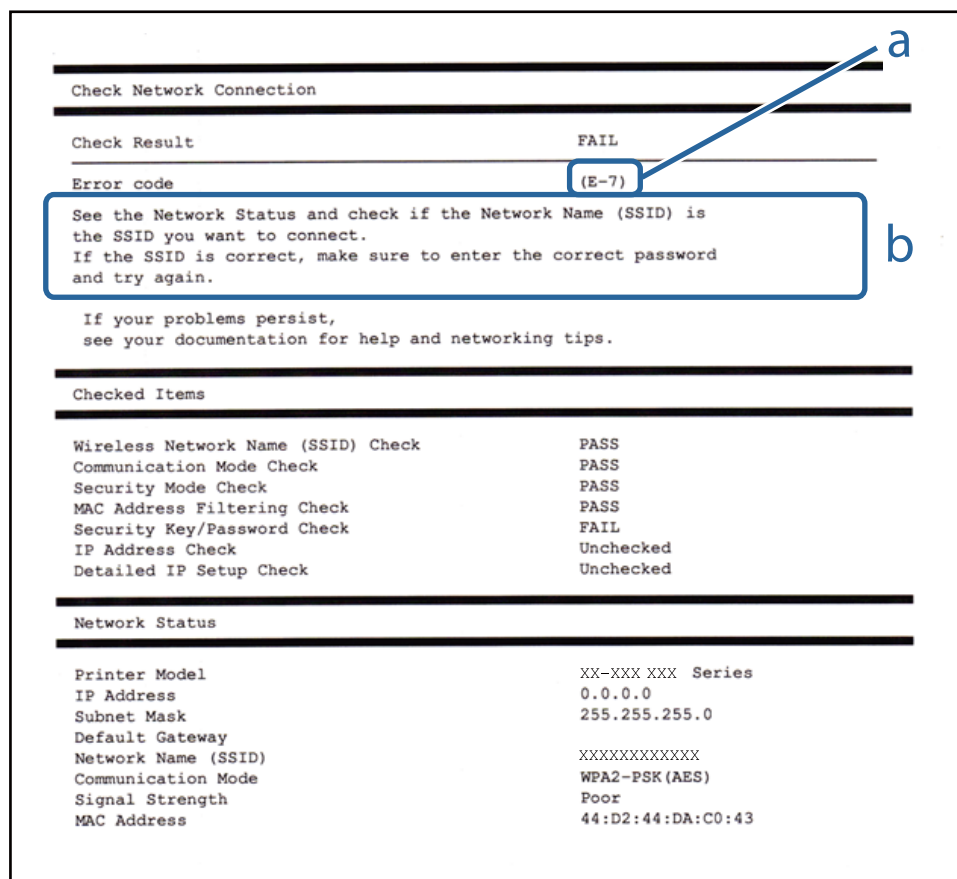 a
Check Network Connection
Check Result FAIL
Error code (E-7)
See the Network Status and check if the Network Name (SSID) is
the SSID you want to connect.
If the SSID is correct, make sure to enter the correct password
and try again.
b
If your problems persist,
see your documentation for help and networking tips.
Checked Items
Wireless Network Name (SSID) Check PASS
Communication Mode Check PASS
Security Mode Check PASS
MAC Address Filtering Check PASS
Security Key/Password Check FAIL
IP Address Check Unchecked
Detailed IP Setup Check Unchecked
Network Status
Printer Model XX-XXX XXX Series
IP Address 0.0.0.0
Subnet Mask 255.255.255.0
Default Gateway
Network Name (SSID) XXXXXXXXXXXX
Communication Mode WPA2-PSK(AES)
Signal Strength Poor
MAC Address 44:D2:44:DA:C0:43